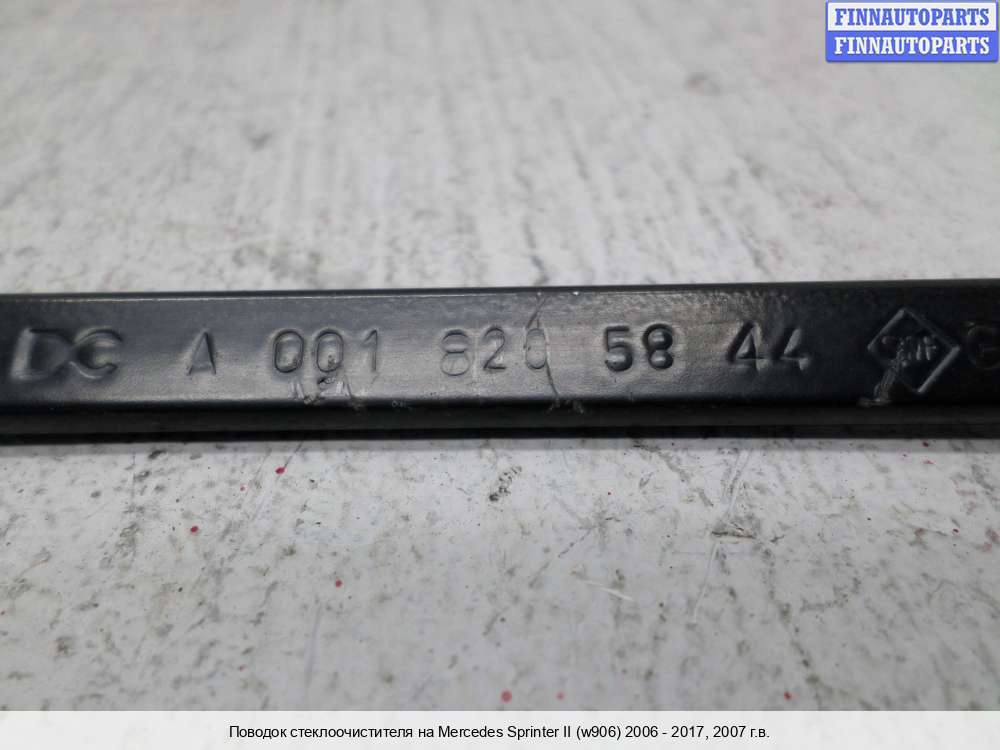 FINNAUTOPARTS
FINNAUTOPARTS
DC A 001 820 58 44
Поводок стеклоочистителя на Mercedes Sprinter II (w906) 2006 - 2017, 2007 г.в.